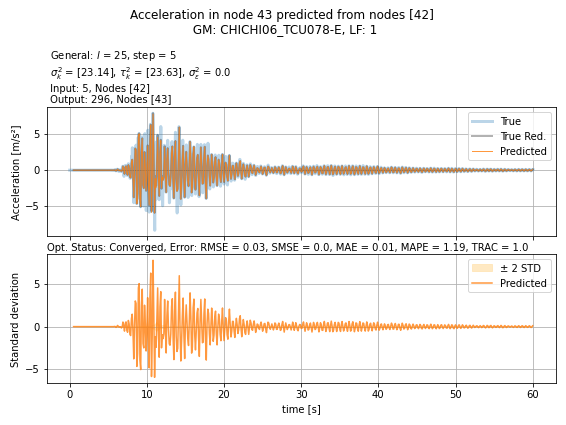 Acceleration in node 43 predicted from nodes [42]
GM: CHICHI06_TCU078-E, LF: 1
General: l = 25, step = 5
σ²ₖ = [23.14], τ²ₖ = [23.63], σ²ε = 0.0
Input: 5, Nodes [42]
Output: 296, Nodes [43]
Acceleration [m/s²]
5
0
−5
True
True Red.
Predicted
Opt. Status: Converged, Error: RMSE = 0.03, SMSE = 0.0, MAE = 0.01, MAPE = 1.19, TRAC = 1.0
Standard deviation
5
0
−5
± 2 STD
Predicted
0 10 20 30 40 50 60
time [s]